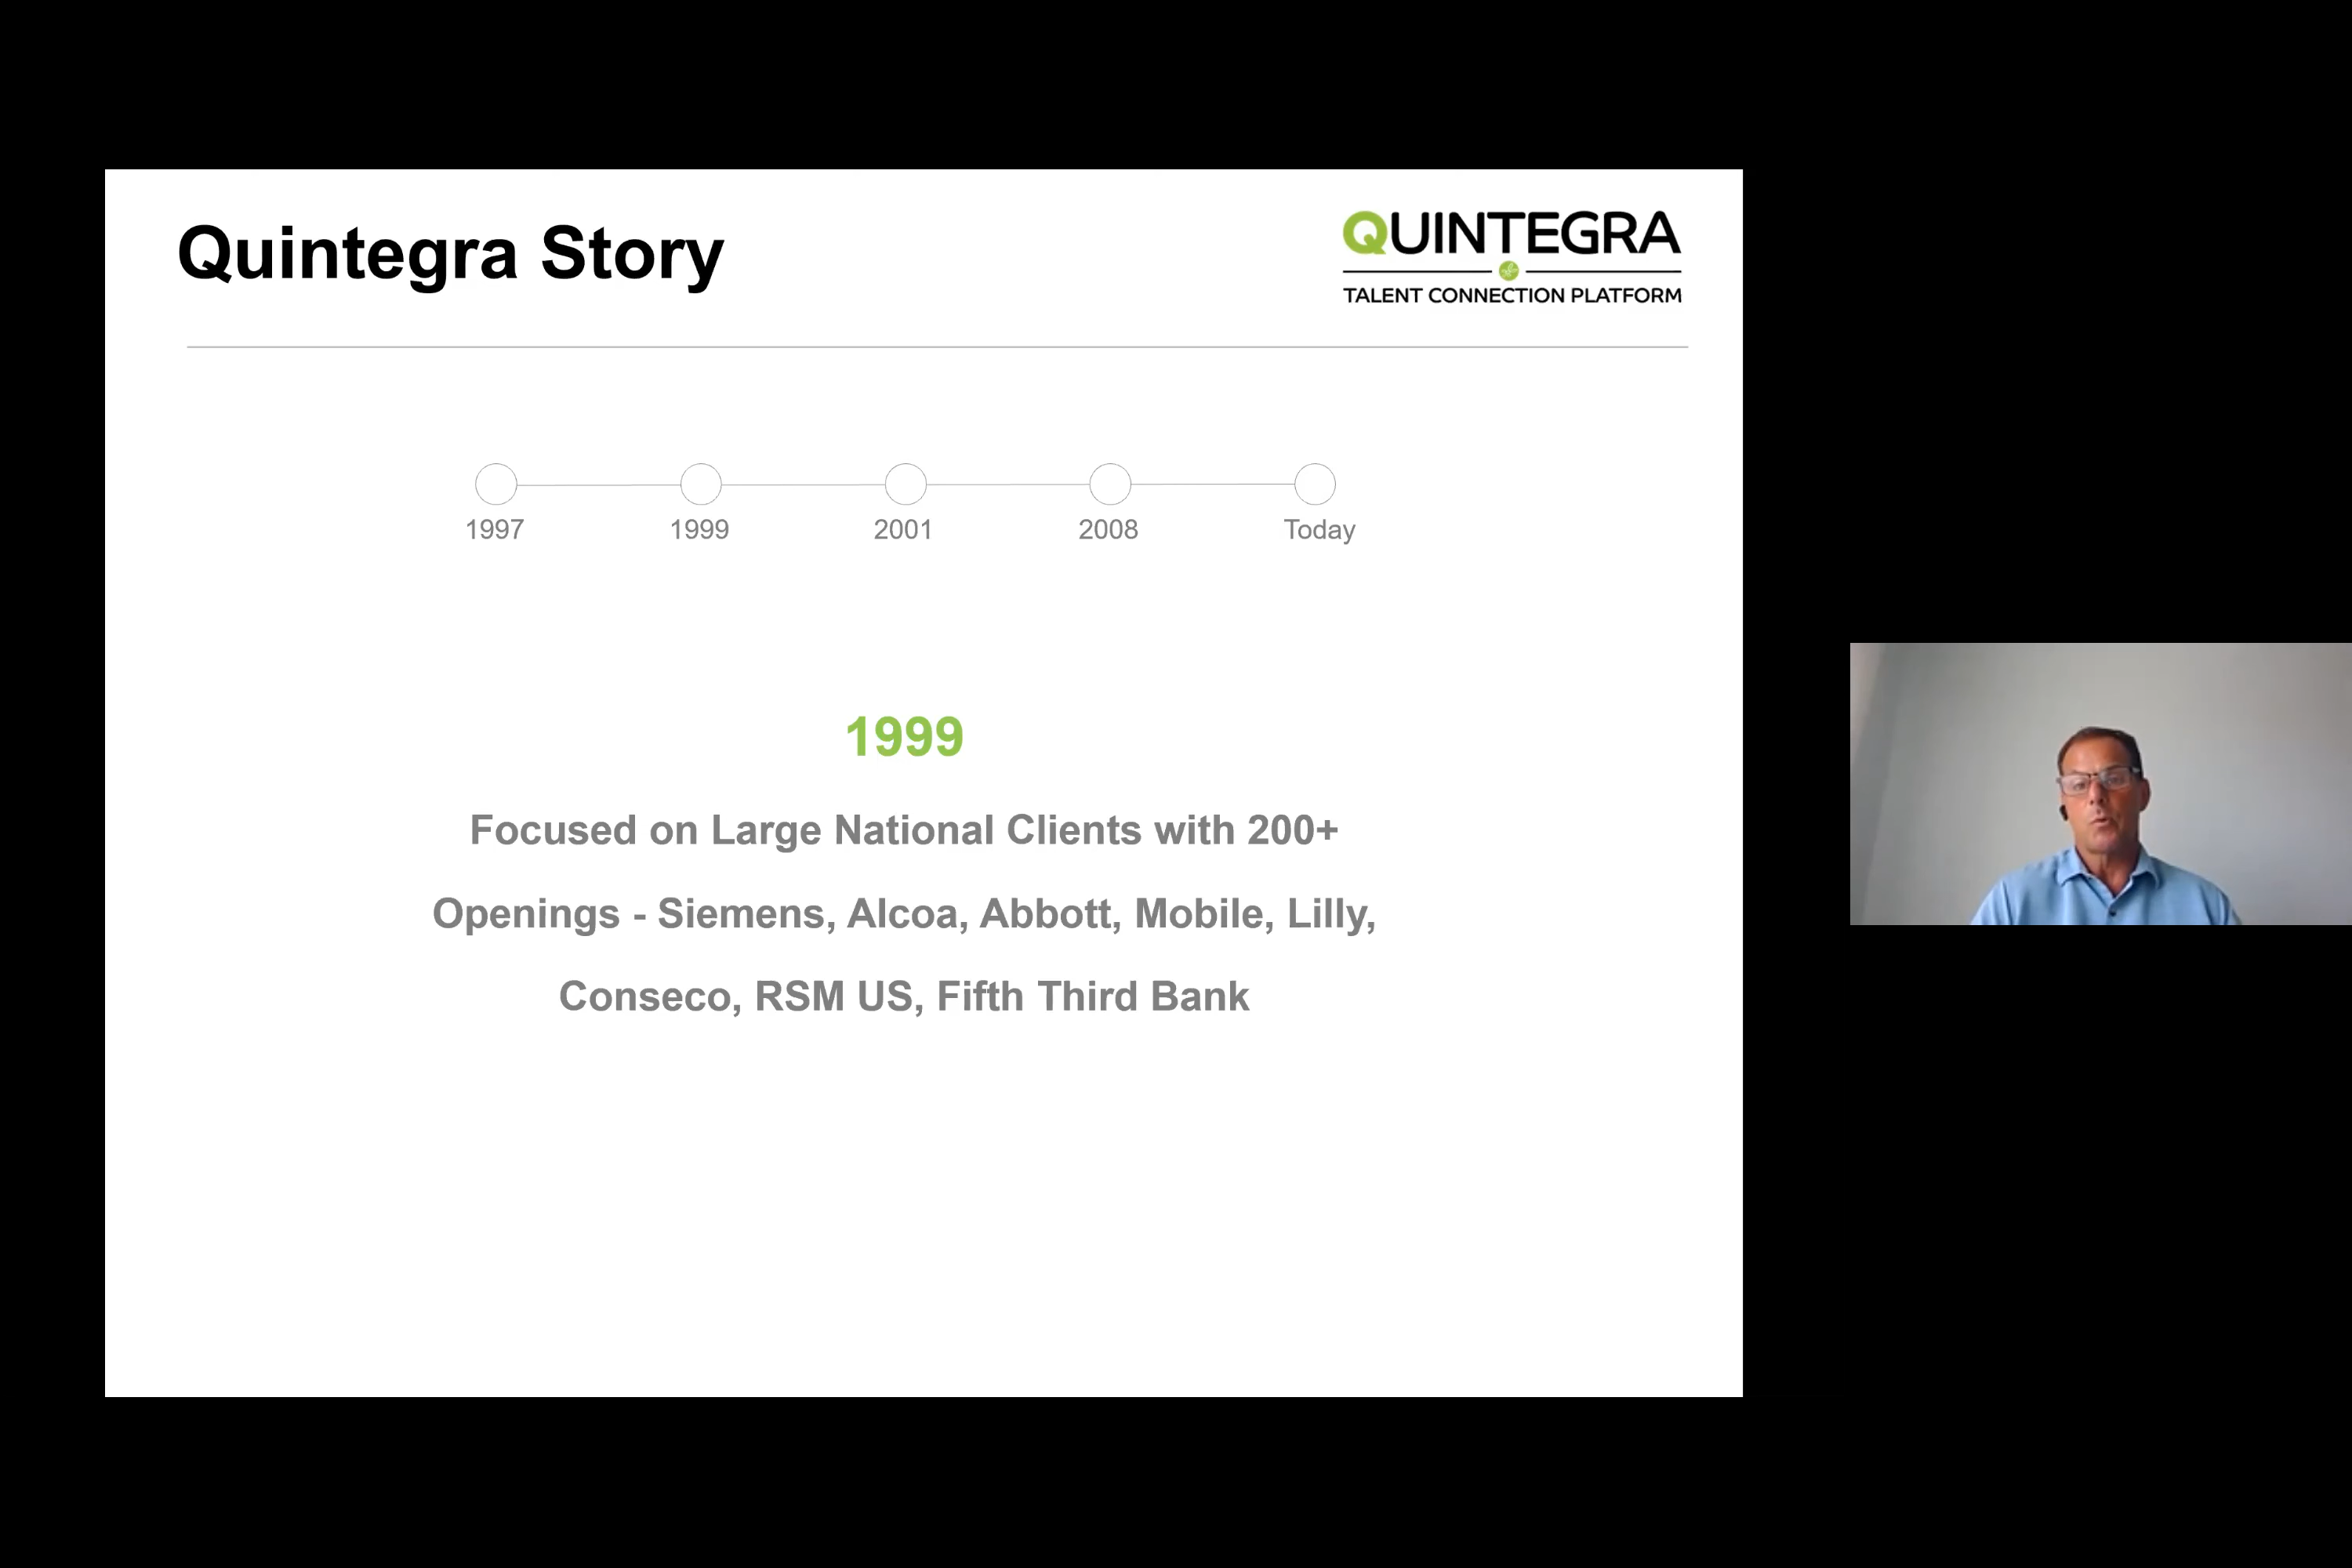 Quintegra Story
QUINTEGRA
TALENT CONNECTION PLATFORM
1997
1999
2001
2008
Today
1999
Focused on Large National Clients with 200+
Openings - Siemens, Alcoa, Abbott, Mobile, Lilly,
Conseco, RSM US, Fifth Third Bank